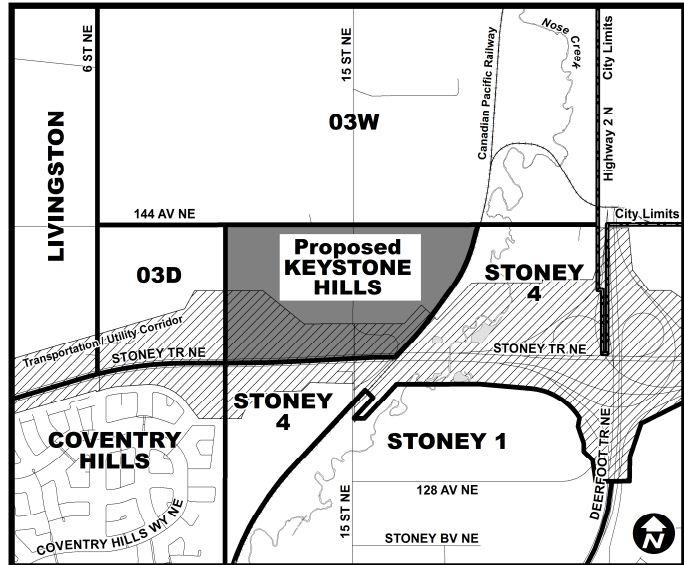 6 ST NE
15 ST NE
Canadian Pacific Railway
Nose
Creek
City Limits
Highway 2 N
03W
LIVINGSTON
144 AV NE
City Limits
Proposed
KEYSTONE
HILLS
03D
STONEY
4
Transportation / Utility Corridor
STONEY TR NE
STONEY TR NE
STONEY
4
COVENTRY
HILLS
STONEY 1
DEERFOOT TR NE
128 AV NE
15 ST NE
COVENTRY HILLS WY NE
STONEY BV NE
N